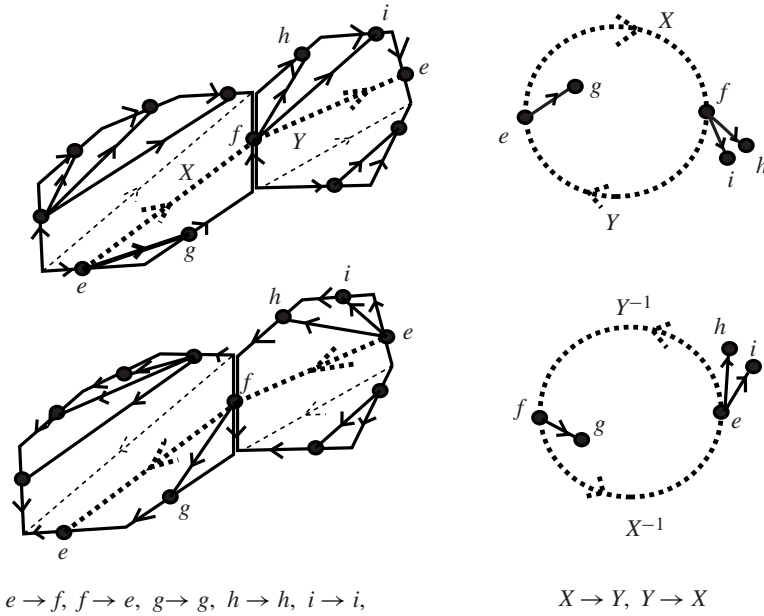 i
h
e
X
f
Y
X
g
e
g
e
f
h
i
Y
i
h
e
f
g
e
Y⁻¹
h
i
f
g
e
X⁻¹
e → f, f → e, g → g, h → h, i → i,
X → Y, Y → X